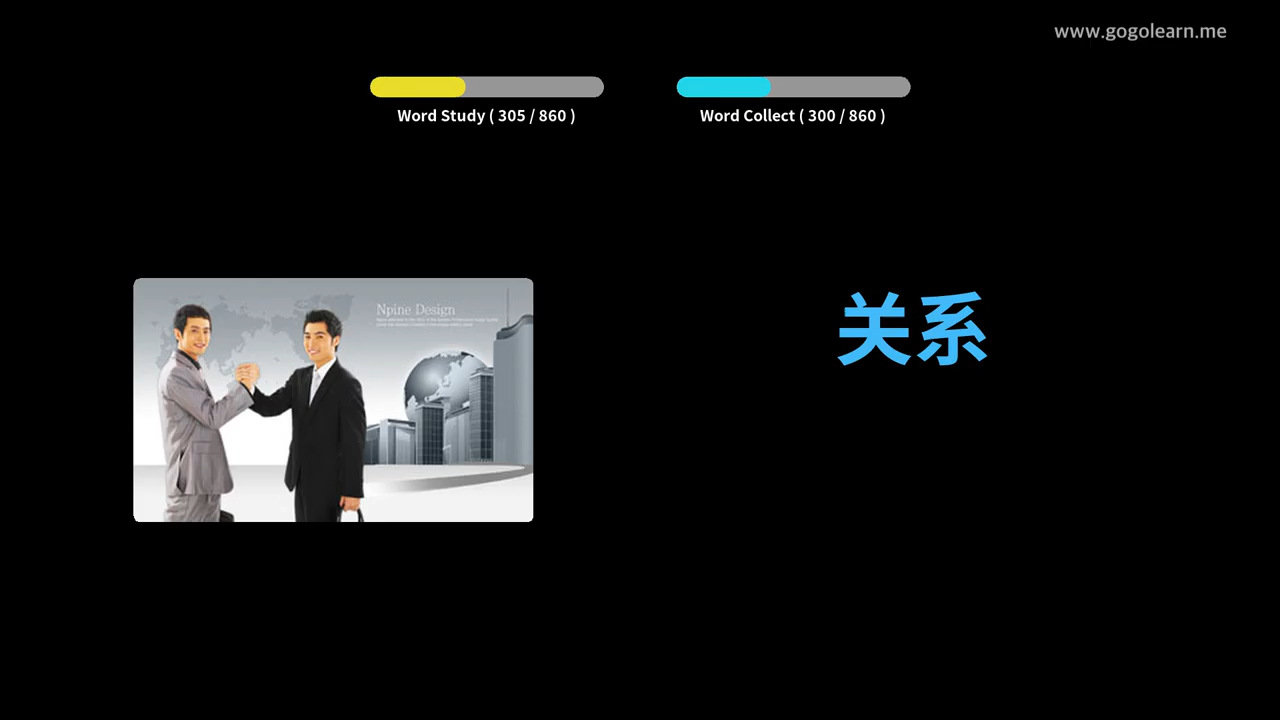 www.gogolearn.me
Word Study ( 305 / 860 )
Word Collect ( 300 / 860 )
Npine Design
关系